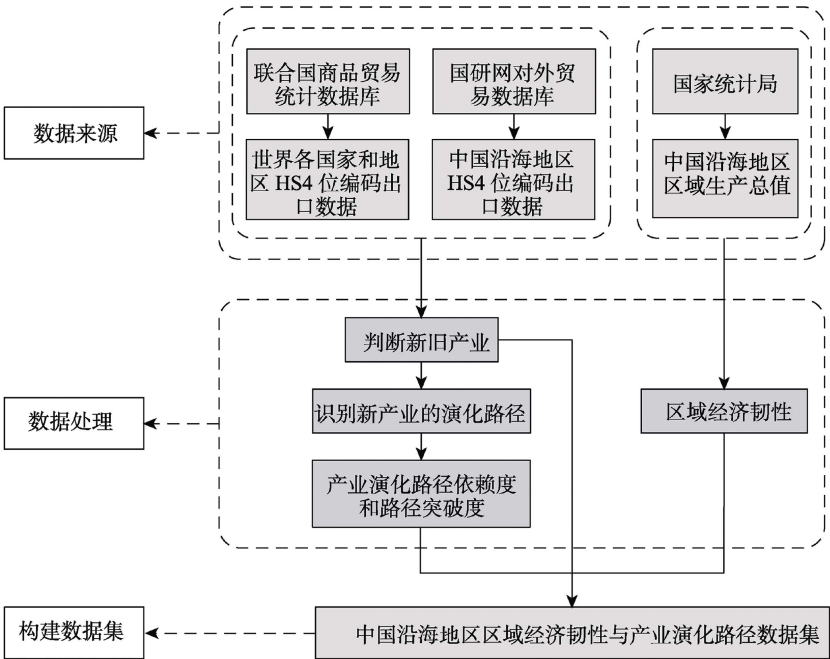 联合国商品贸易
统计数据库
国研网对外贸
易数据库
国家统计局
数据来源
世界各国家和地
区 HS4 位编码出
口数据
中国沿海地区
HS4 位编码出
口数据
中国沿海地区
区域生产总值
判断新旧产业
数据处理
识别新产业的演化路径
区域经济韧性
产业演化路径依赖度
和路径突破度
构建数据集
中国沿海地区区域经济韧性与产业演化路径数据集